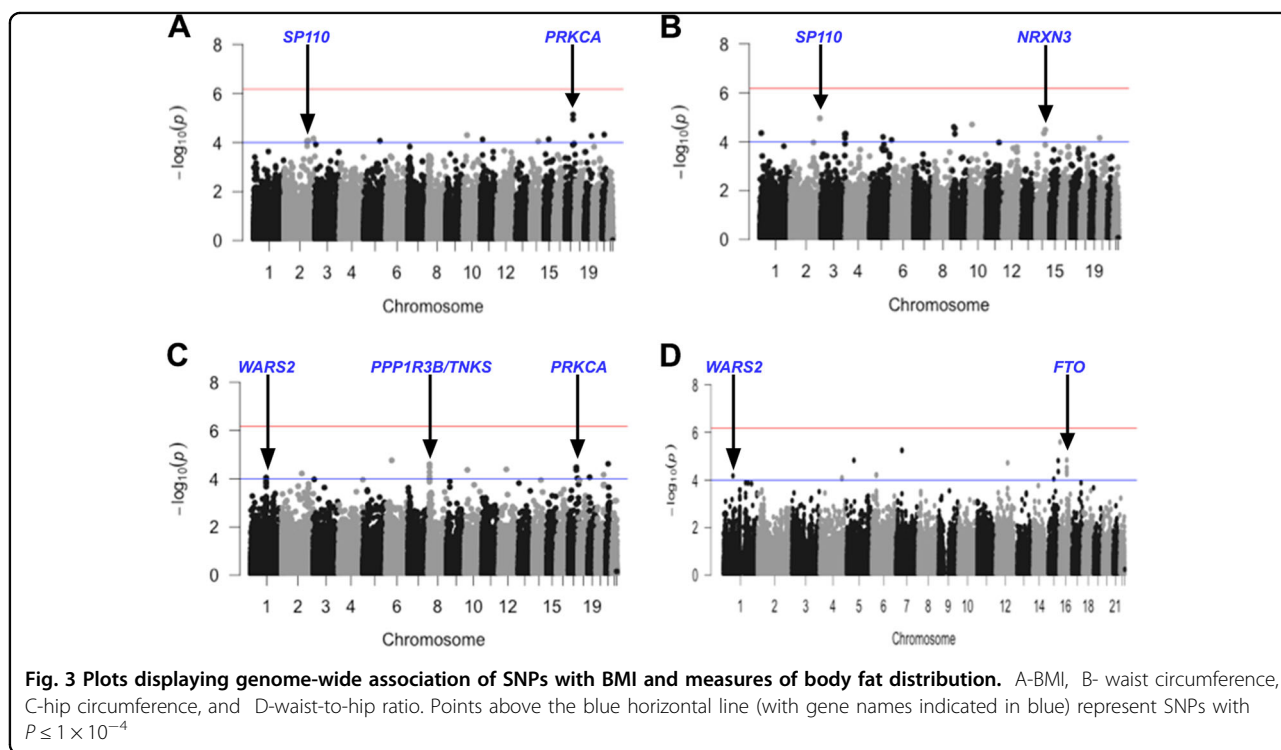 A
SP110
PRKCA
8
6
4
2
0
−log10(p)
1 2 3 4 6 8 10 12 15 19
Chromosome
B
SP110
NRXN3
8
6
4
2
0
−log10(p)
1 2 3 4 6 8 10 12 15 19
Chromosome
C
WARS2
PPP1R3B/TNKS
PRKCA
8
6
4
2
0
−log10(p)
1 2 3 4 6 8 10 12 15 19
Chromosome
D
WARS2
FTO
8
6
4
2
0
−log10(p)
1 2 3 4 5 6 7 8 9 10 12 14 16 18 21
Chromosome
Fig. 3 Plots displaying genome-wide association of SNPs with BMI and measures of body fat distribution. A-BMI, B- waist circumference,
C-hip circumference, and D-waist-to-hip ratio. Points above the blue horizontal line (with gene names indicated in blue) represent SNPs with
P ≤ 1 × 10⁻⁴